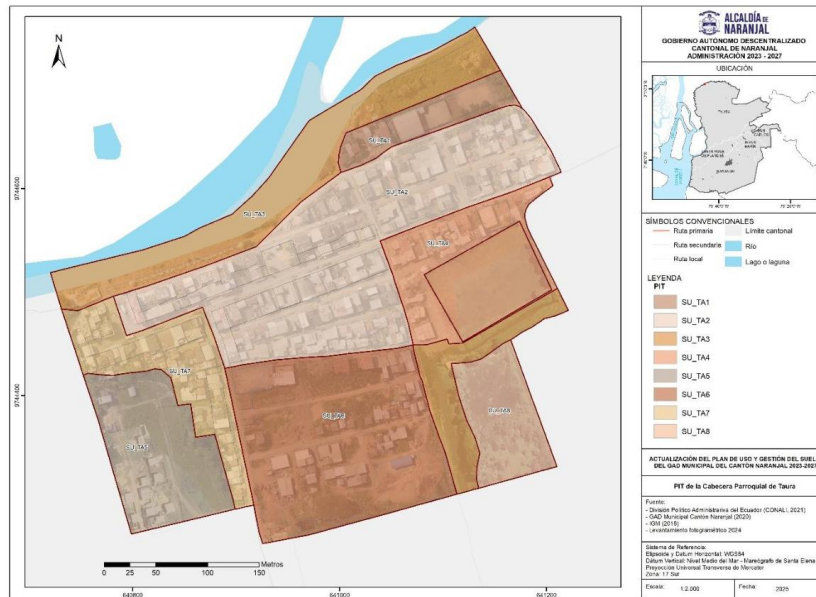 N
SU_TA1
SU_TA2
SU_TA3
SU_TA4
SU_TA7
SU_TA6
SU_TA5
SU_TA8
9744600
9744400
640800
641000
641200
0 25 50 100 150
Metros
ALCALDÍA DE
NARANJAL
GOBIERNO AUTONOMO DESCENTRALIZADO
CANTONAL DE NARANJAL
ADMINISTRACIÓN 2023 - 2027
UBICACIÓN
SÍMBOLOS CONVENCIONALES
Ruta primaria
Ruta secundaria
Ruta local
Límite cantonal
Río
Lago o laguna
LEYENDA
PIT
SU_TA1
SU_TA2
SU_TA3
SU_TA4
SU_TA5
SU_TA6
SU_TA7
SU_TA8
ACTUALIZACIÓN DEL PLAN DE USO Y GESTIÓN DEL SUEL
DEL GAD MUNICIPAL DEL CANTÓN NARANJAL 2023-2027
PIT de la Cabecera Parroquial de Taura
Fuente:
- División Político Administrativa del Ecuador (CONALI, 2021)
- GAD Municipal Cantón Naranjal (2020)
- IGM (2018)
- Levantamiento fotogramétrico 2024
Sistema de Referencia:
Elipsoide y Datum Horizontal: WGS84
Datum Vertical: Nivel Medio del Mar - Mareógrafo de Santa Elena
Proyección Universal Transversa de Mercator
Zona: 17 Sur
Escala: 1:2.000
Fecha: 2025